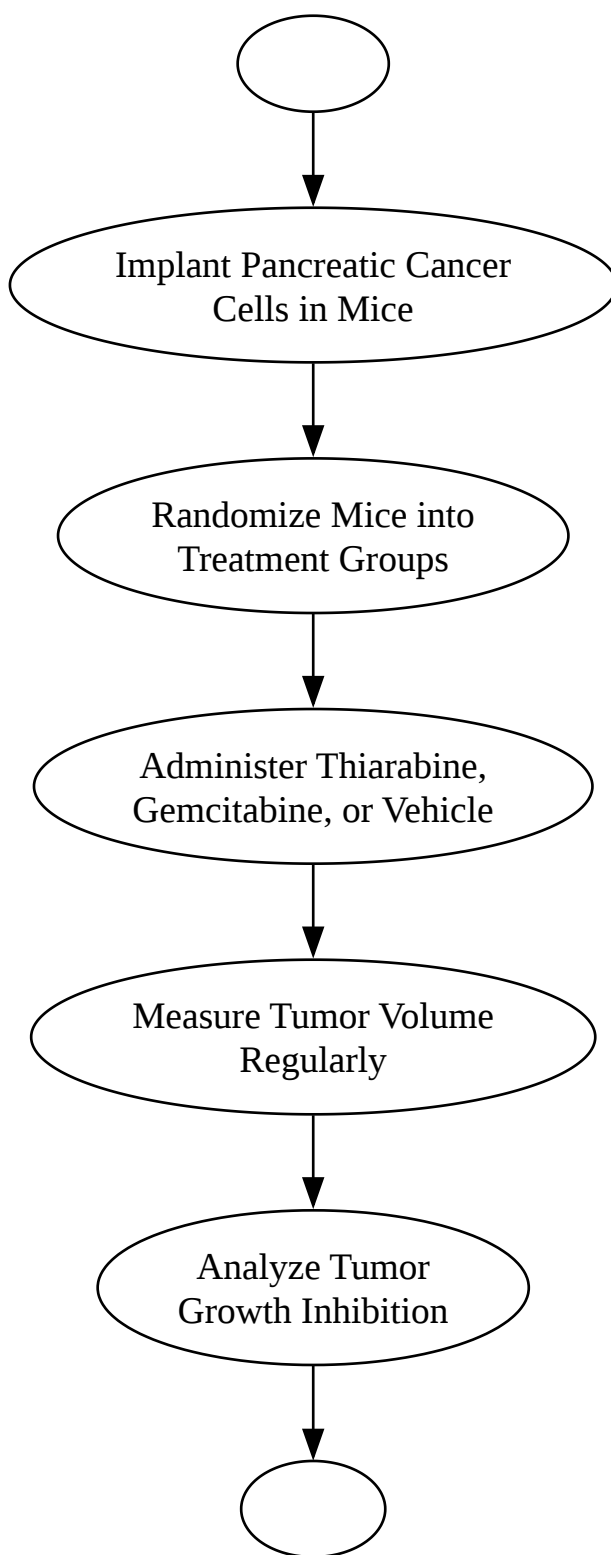 Implant Pancreatic Cancer
Cells in Mice
Randomize Mice into
Treatment Groups
Administer Thiarabine,
Gemcitabine, or Vehicle
Measure Tumor Volume
Regularly
Analyze Tumor
Growth Inhibition